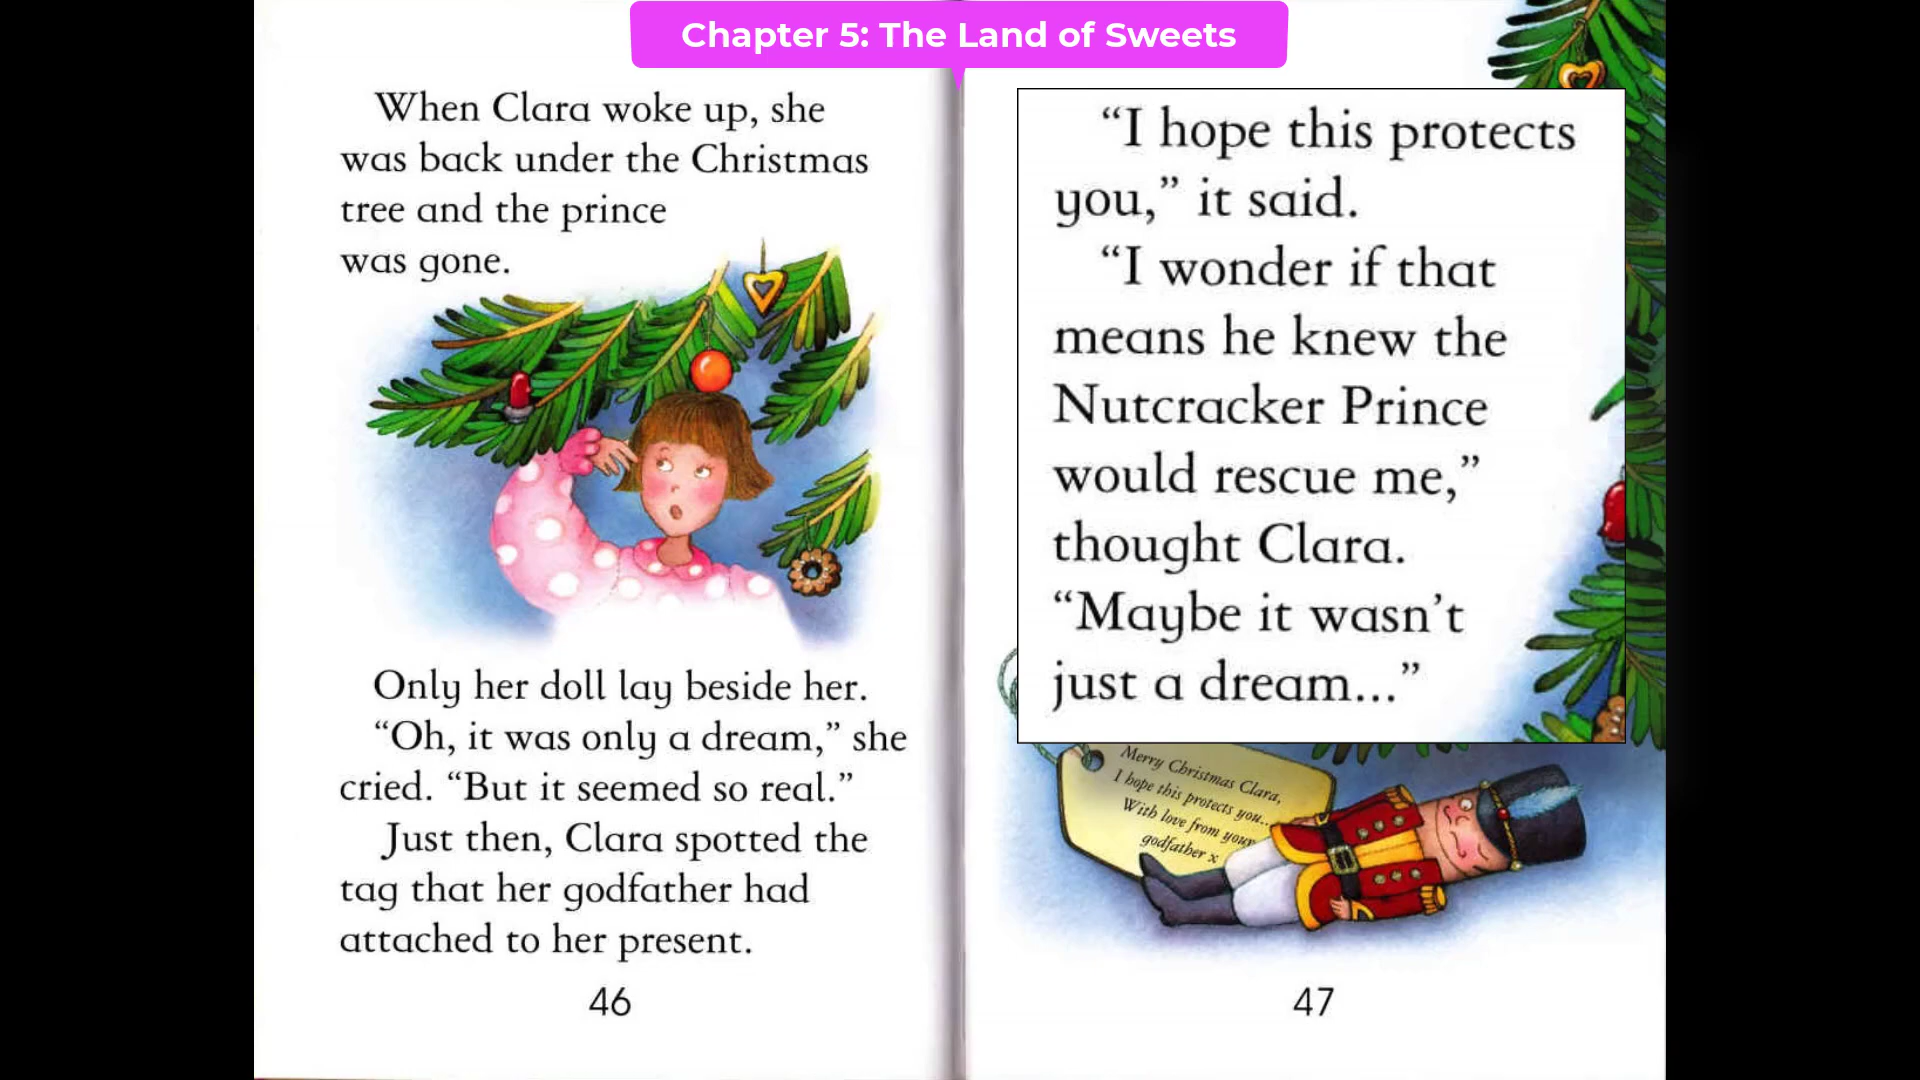 Chapter 5: The Land of Sweets
When Clara woke up, she
was back under the Christmas
tree and the prince
was gone.
Only her doll lay beside her.
“Oh, it was only a dream,” she
cried. “But it seemed so real.”
Just then, Clara spotted the
tag that her godfather had
attached to her present.
46
“I hope this protects
you,” it said.
“I wonder if that
means he knew the
Nutcracker Prince
would rescue me,”
thought Clara.
“Maybe it wasn’t
just a dream...”
Merry Christmas Clara,
I hope this protects you...
With love from your
godfather x
47